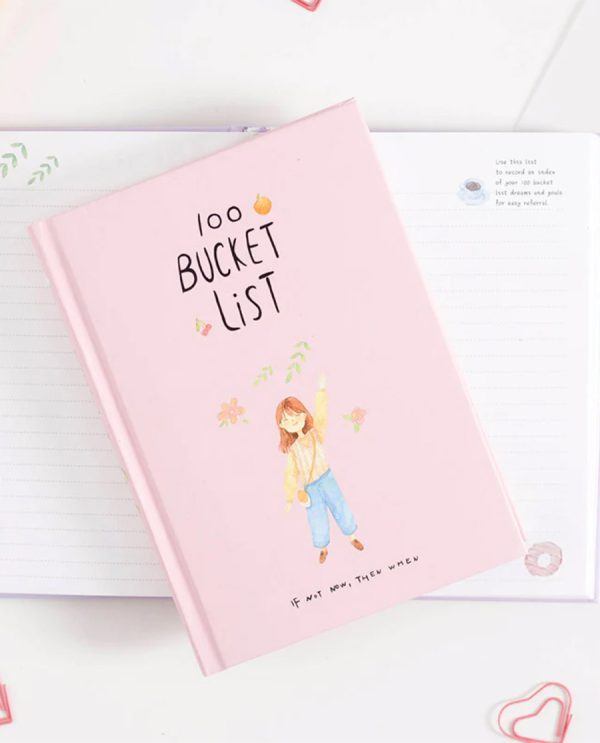 100
BUCKET
LiST
IF NOT NOW, THEN WHEN
Use this list
to record an index
of your 100 bucket
list dreams and goals
for easy referral.